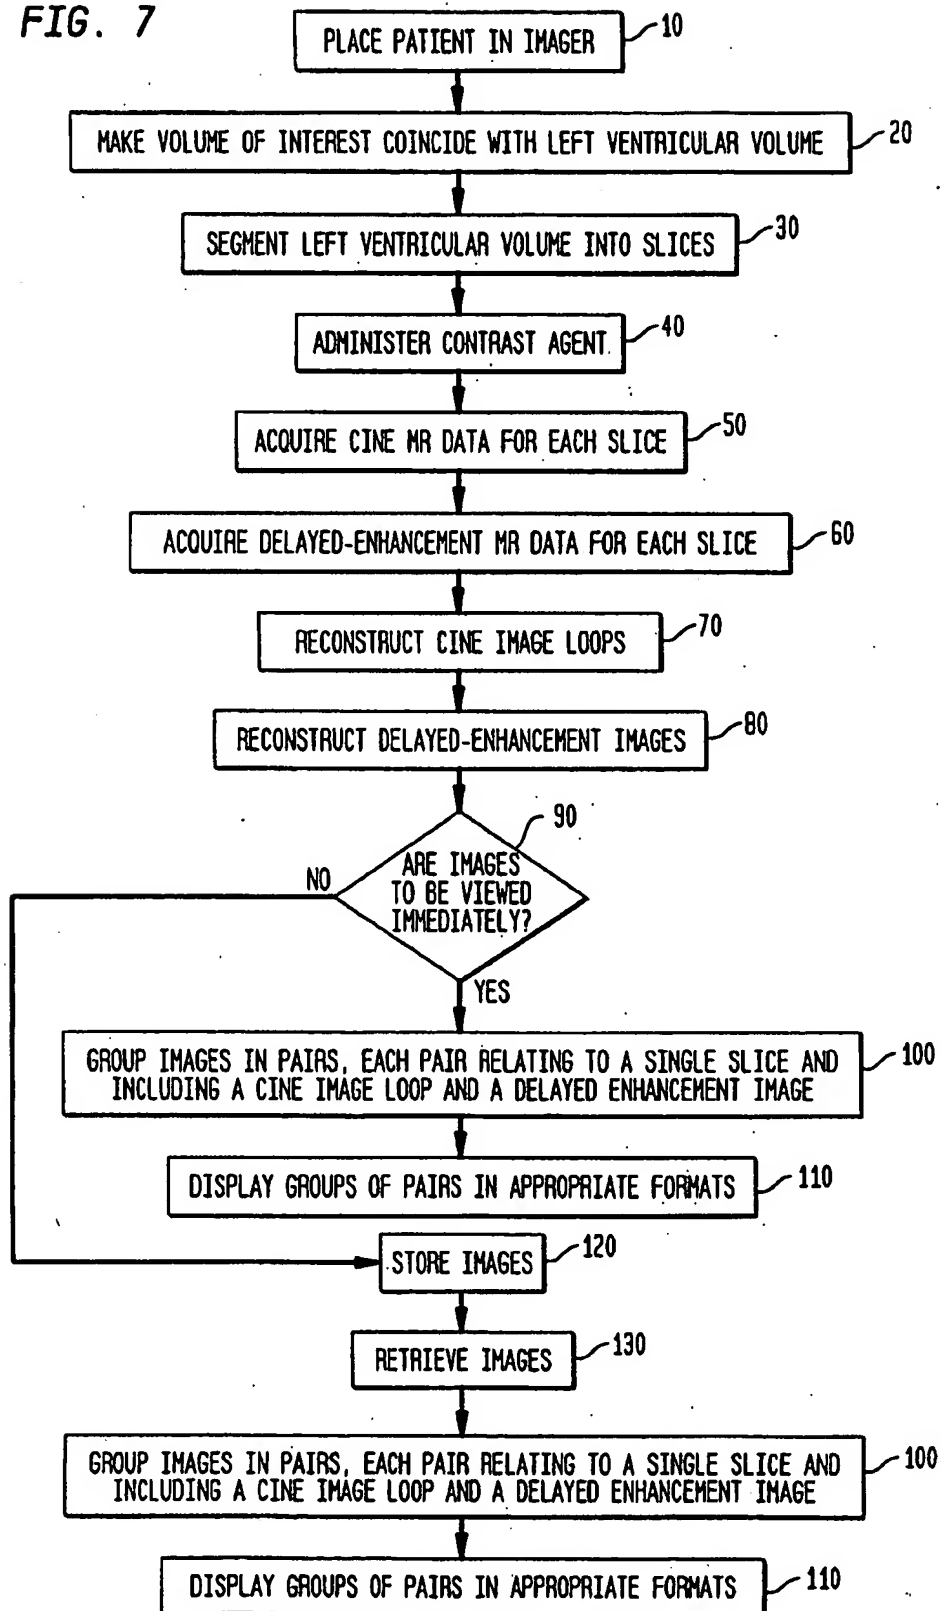 FIG. 7
PLACE PATIENT IN IMAGER
10
MAKE VOLUME OF INTEREST COINCIDE WITH LEFT VENTRICULAR VOLUME
20
SEGMENT LEFT VENTRICULAR VOLUME INTO SLICES
30
ADMINISTER CONTRAST AGENT
40
ACQUIRE CINE MR DATA FOR EACH SLICE
50
ACQUIRE DELAYED-ENHANCEMENT MR DATA FOR EACH SLICE
60
RECONSTRUCT CINE IMAGE LOOPS
70
RECONSTRUCT DELAYED-ENHANCEMENT IMAGES
80
90
ARE IMAGES
TO BE VIEWED
IMMEDIATELY?
NO
YES
GROUP IMAGES IN PAIRS, EACH PAIR RELATING TO A SINGLE SLICE AND
INCLUDING A CINE IMAGE LOOP AND A DELAYED ENHANCEMENT IMAGE
100
DISPLAY GROUPS OF PAIRS IN APPROPRIATE FORMATS
110
STORE IMAGES
120
RETRIEVE IMAGES
130
GROUP IMAGES IN PAIRS, EACH PAIR RELATING TO A SINGLE SLICE AND
INCLUDING A CINE IMAGE LOOP AND A DELAYED ENHANCEMENT IMAGE
100
DISPLAY GROUPS OF PAIRS IN APPROPRIATE FORMATS
110